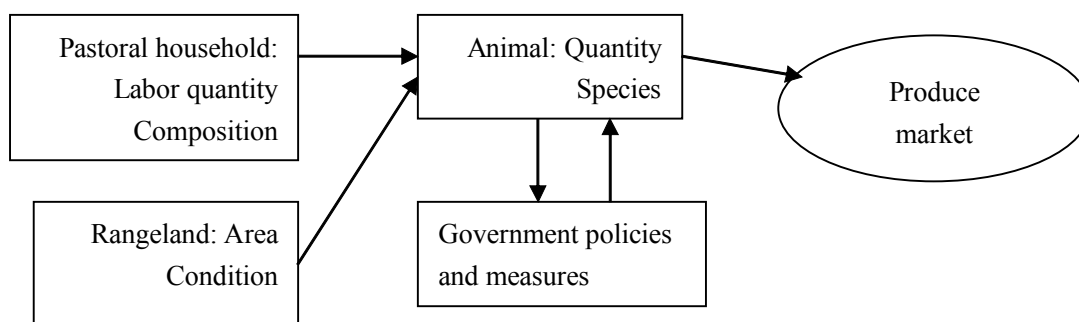 Pastoral household:
Labor quantity
Composition
Animal: Quantity
Species
Produce
market
Rangeland: Area
Condition
Government policies
and measures